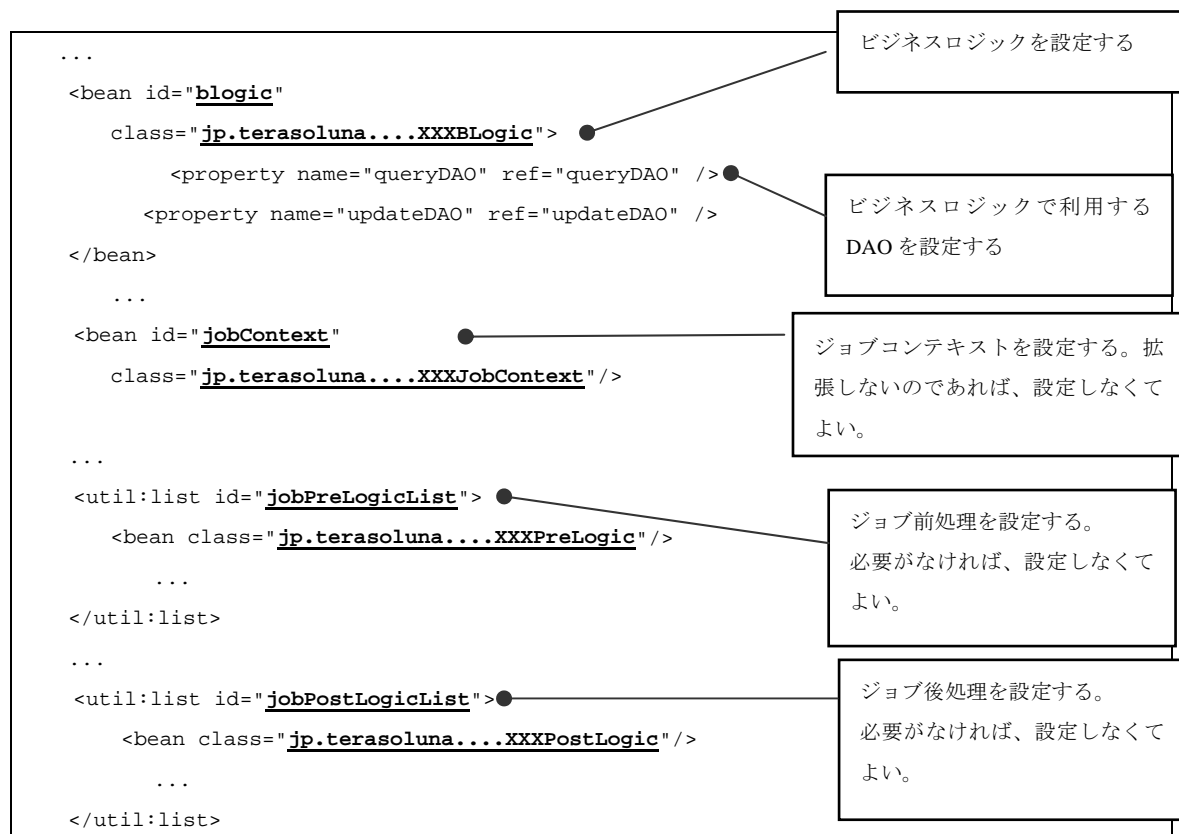 ...
<bean id="blogic"
class="jp.terasoluna....XXXBLogic">
<property name="queryDAO" ref="queryDAO" />
<property name="updateDAO" ref="updateDAO" />
</bean>
...
<bean id="jobContext"
class="jp.terasoluna....XXXJobContext"/>
...
<util:list id="jobPreLogicList">
<bean class="jp.terasoluna....XXXPreLogic"/>
...
</util:list>
...
<util:list id="jobPostLogicList">
<bean class="jp.terasoluna....XXXPostLogic"/>
...
</util:list>
ビジネスロジックを設定する
ビジネスロジックで利用する
DAO を設定する
ジョブコンテキストを設定する。拡
張しないのであれば、設定しなくて
よい。
ジョブ前処理を設定する。
必要がなければ、設定しなくて
よい。
ジョブ後処理を設定する。
必要がなければ、設定しなくて
よい。